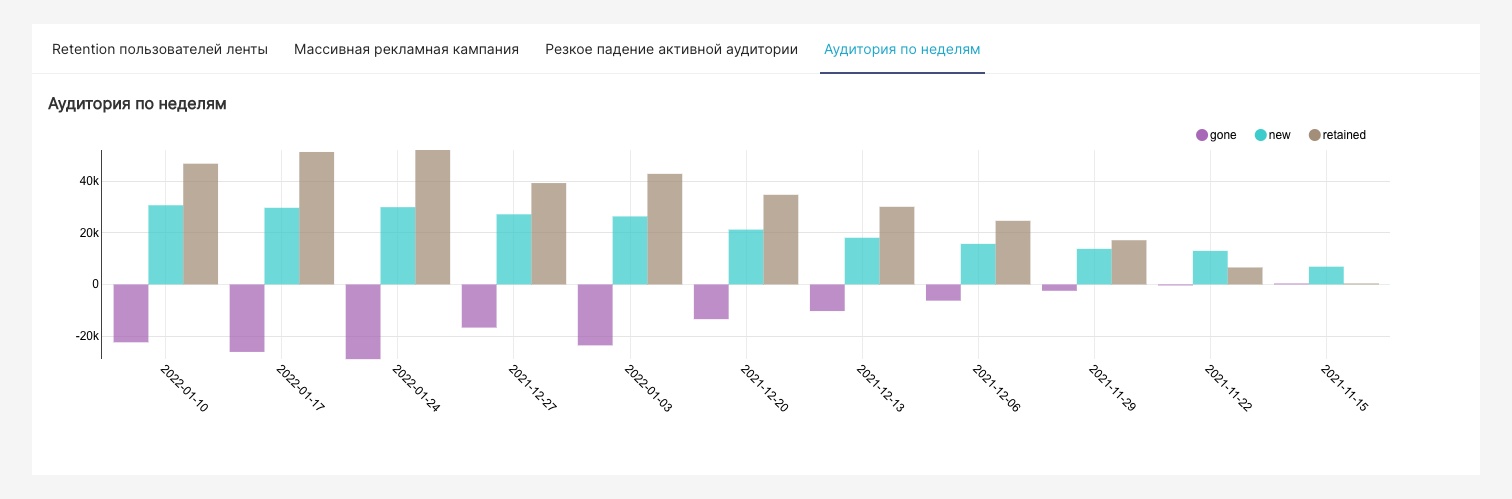 Retention пользователей ленты Массивная рекламная кампания Резкое падение активной аудитории Аудитория по неделям
Аудитория по неделям
gone new retained
40k
20k
0
-20k
2022-01-10 2022-01-17 2022-01-24 2021-12-27 2022-01-03 2021-12-20 2021-12-13 2021-12-06 2021-11-29 2021-11-22 2021-11-15